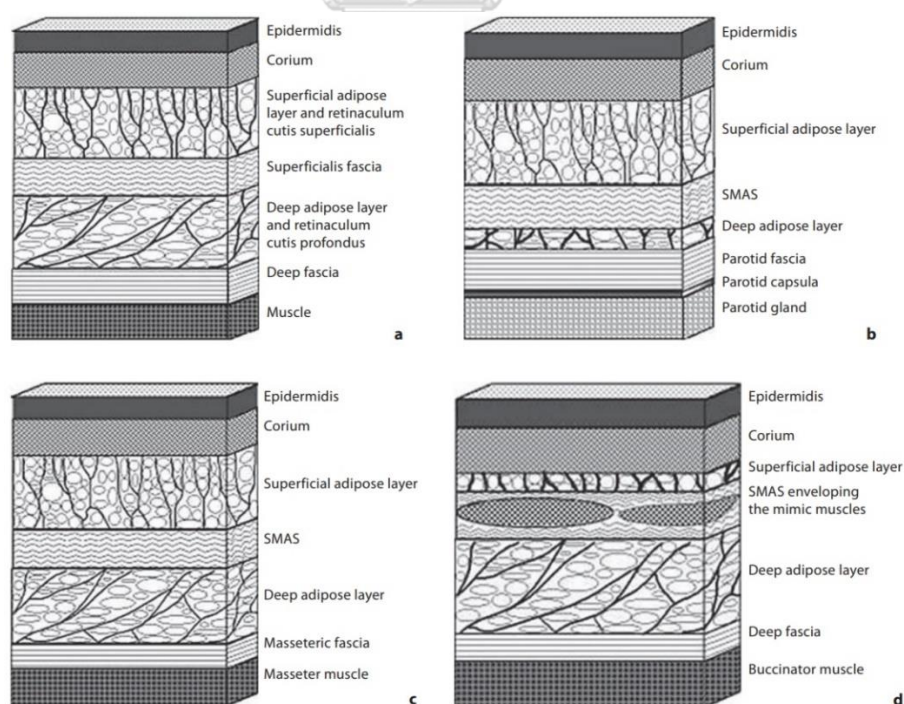 Epidermidis
Corium
Superficial adipose
layer and retinaculum
cutis superficialis
Superficialis fascia
Deep adipose layer
and retinaculum
cutis profondus
Deep fascia
Muscle
a
Epidermidis
Corium
Superficial adipose layer
SMAS
Deep adipose layer
Parotid fascia
Parotid capsula
Parotid gland
b
Epidermidis
Corium
Superficial adipose layer
SMAS
Deep adipose layer
Masseteric fascia
Masseter muscle
c
Epidermidis
Corium
Superficial adipose layer
SMAS enveloping
the mimic muscles
Deep adipose layer
Deep fascia
Buccinator muscle
d